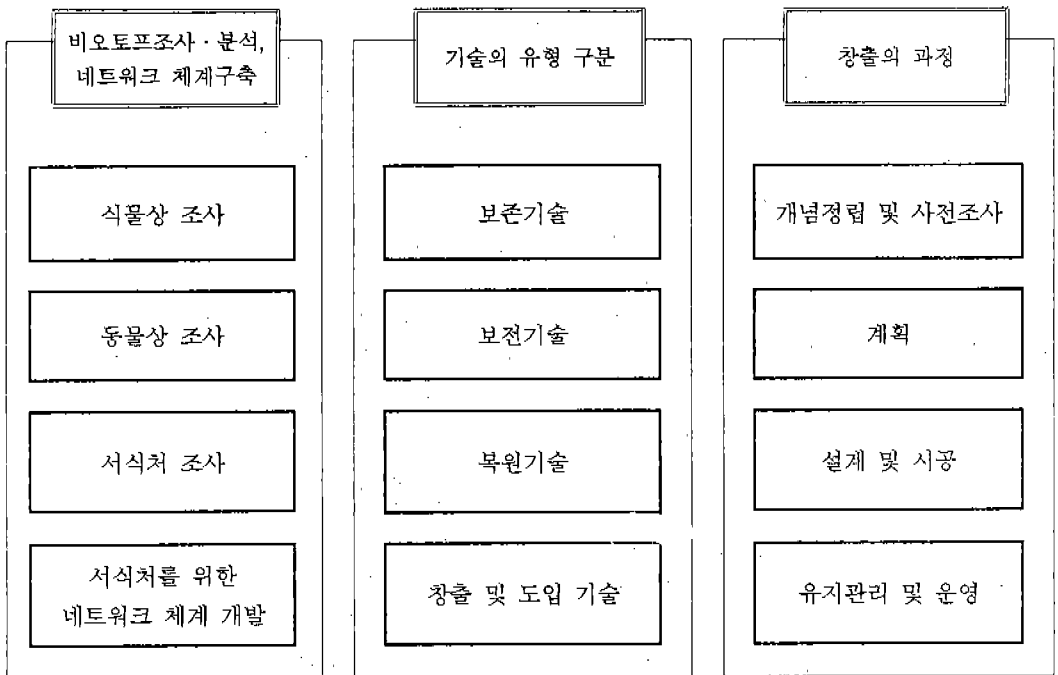 비오토프조사 · 분석,
네트워크 체계구축
식물상 조사
동물상 조사
서식처 조사
서식처를 위한
네트워크 체계 개발
기술의 유형 구분
보존기술
보전기술
복원기술
창출 및 도입 기술
창출의 과정
개념정립 및 사전조사
계획
설계 및 시공
유지관리 및 운영